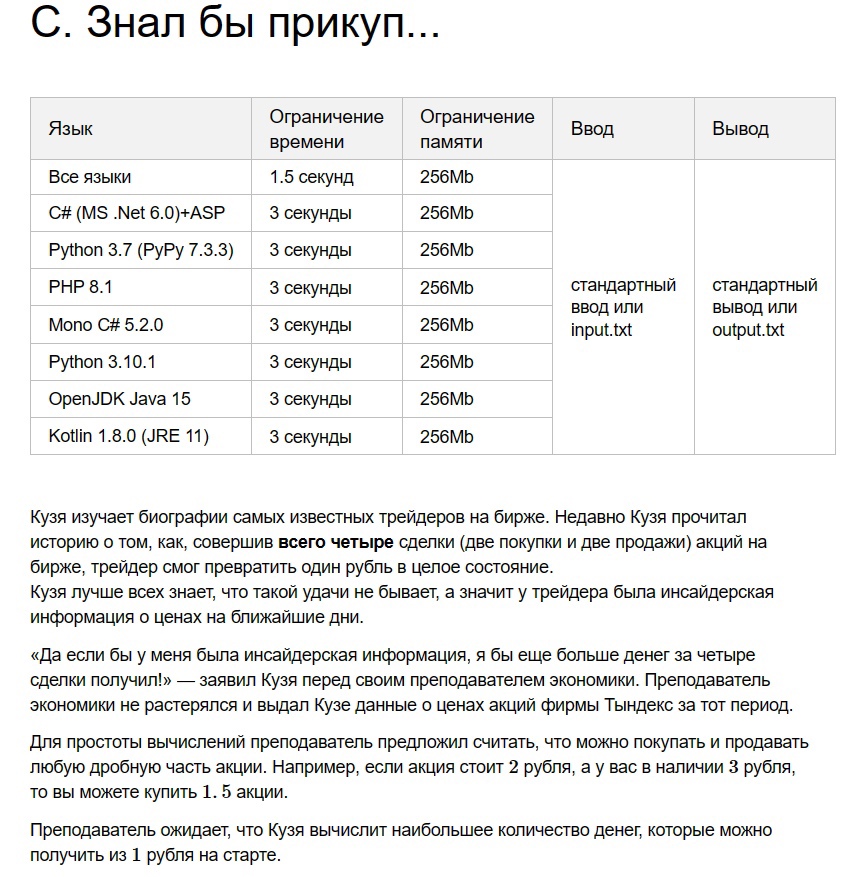 C. Знал бы прикуп...
Язык Ограничение времени Ограничение памяти Ввод Вывод
Все языки 1.5 секунд 256Mb
C# (MS .Net 6.0)+ASP 3 секунды 256Mb
Python 3.7 (PyPy 7.3.3) 3 секунды 256Mb
PHP 8.1 3 секунды 256Mb
Mono C# 5.2.0 3 секунды 256Mb
Python 3.10.1 3 секунды 256Mb
OpenJDK Java 15 3 секунды 256Mb
Kotlin 1.8.0 (JRE 11) 3 секунды 256Mb
стандартный
ввод или
input.txt
стандартный
вывод или
output.txt
Кузя изучает биографии самых известных трейдеров на бирже. Недавно Кузя прочитал
историю о том, как, совершив всего четыре сделки (две покупки и две продажи) акций на
бирже, трейдер смог превратить один рубль в целое состояние.
Кузя лучше всех знает, что такой удачи не бывает, а значит у трейдера была инсайдерская
информация о ценах на ближайшие дни.
«Да если бы у меня была инсайдерская информация, я бы еще больше денег за четыре
сделки получил!» — заявил Кузя перед своим преподавателем экономики. Преподаватель
экономики не растерялся и выдал Кузе данные о ценах акций фирмы Тындекс за тот период.
Для простоты вычислений преподаватель предложил считать, что можно покупать и продавать
любую дробную часть акции. Например, если акция стоит 2 рубля, а у вас в наличии 3 рубля,
то вы можете купить 1.5 акции.
Преподаватель ожидает, что Кузя вычислит наибольшее количество денег, которые можно
получить из 1 рубля на старте.